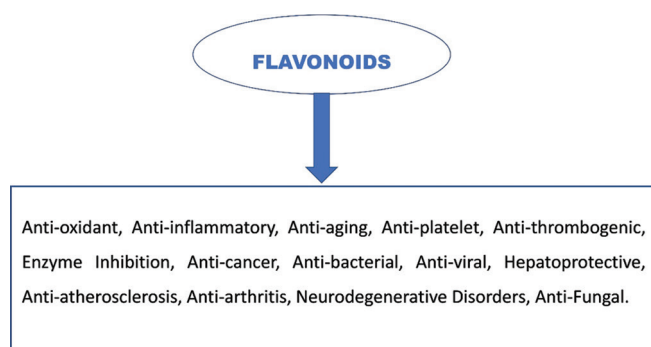 FLAVONOIDS
Anti-oxidant, Anti-inflammatory, Anti-aging, Anti-platelet, Anti-thrombogenic,
Enzyme Inhibition, Anti-cancer, Anti-bacterial, Anti-viral, Hepatoprotective,
Anti-atherosclerosis, Anti-arthritis, Neurodegenerative Disorders, Anti-Fungal.